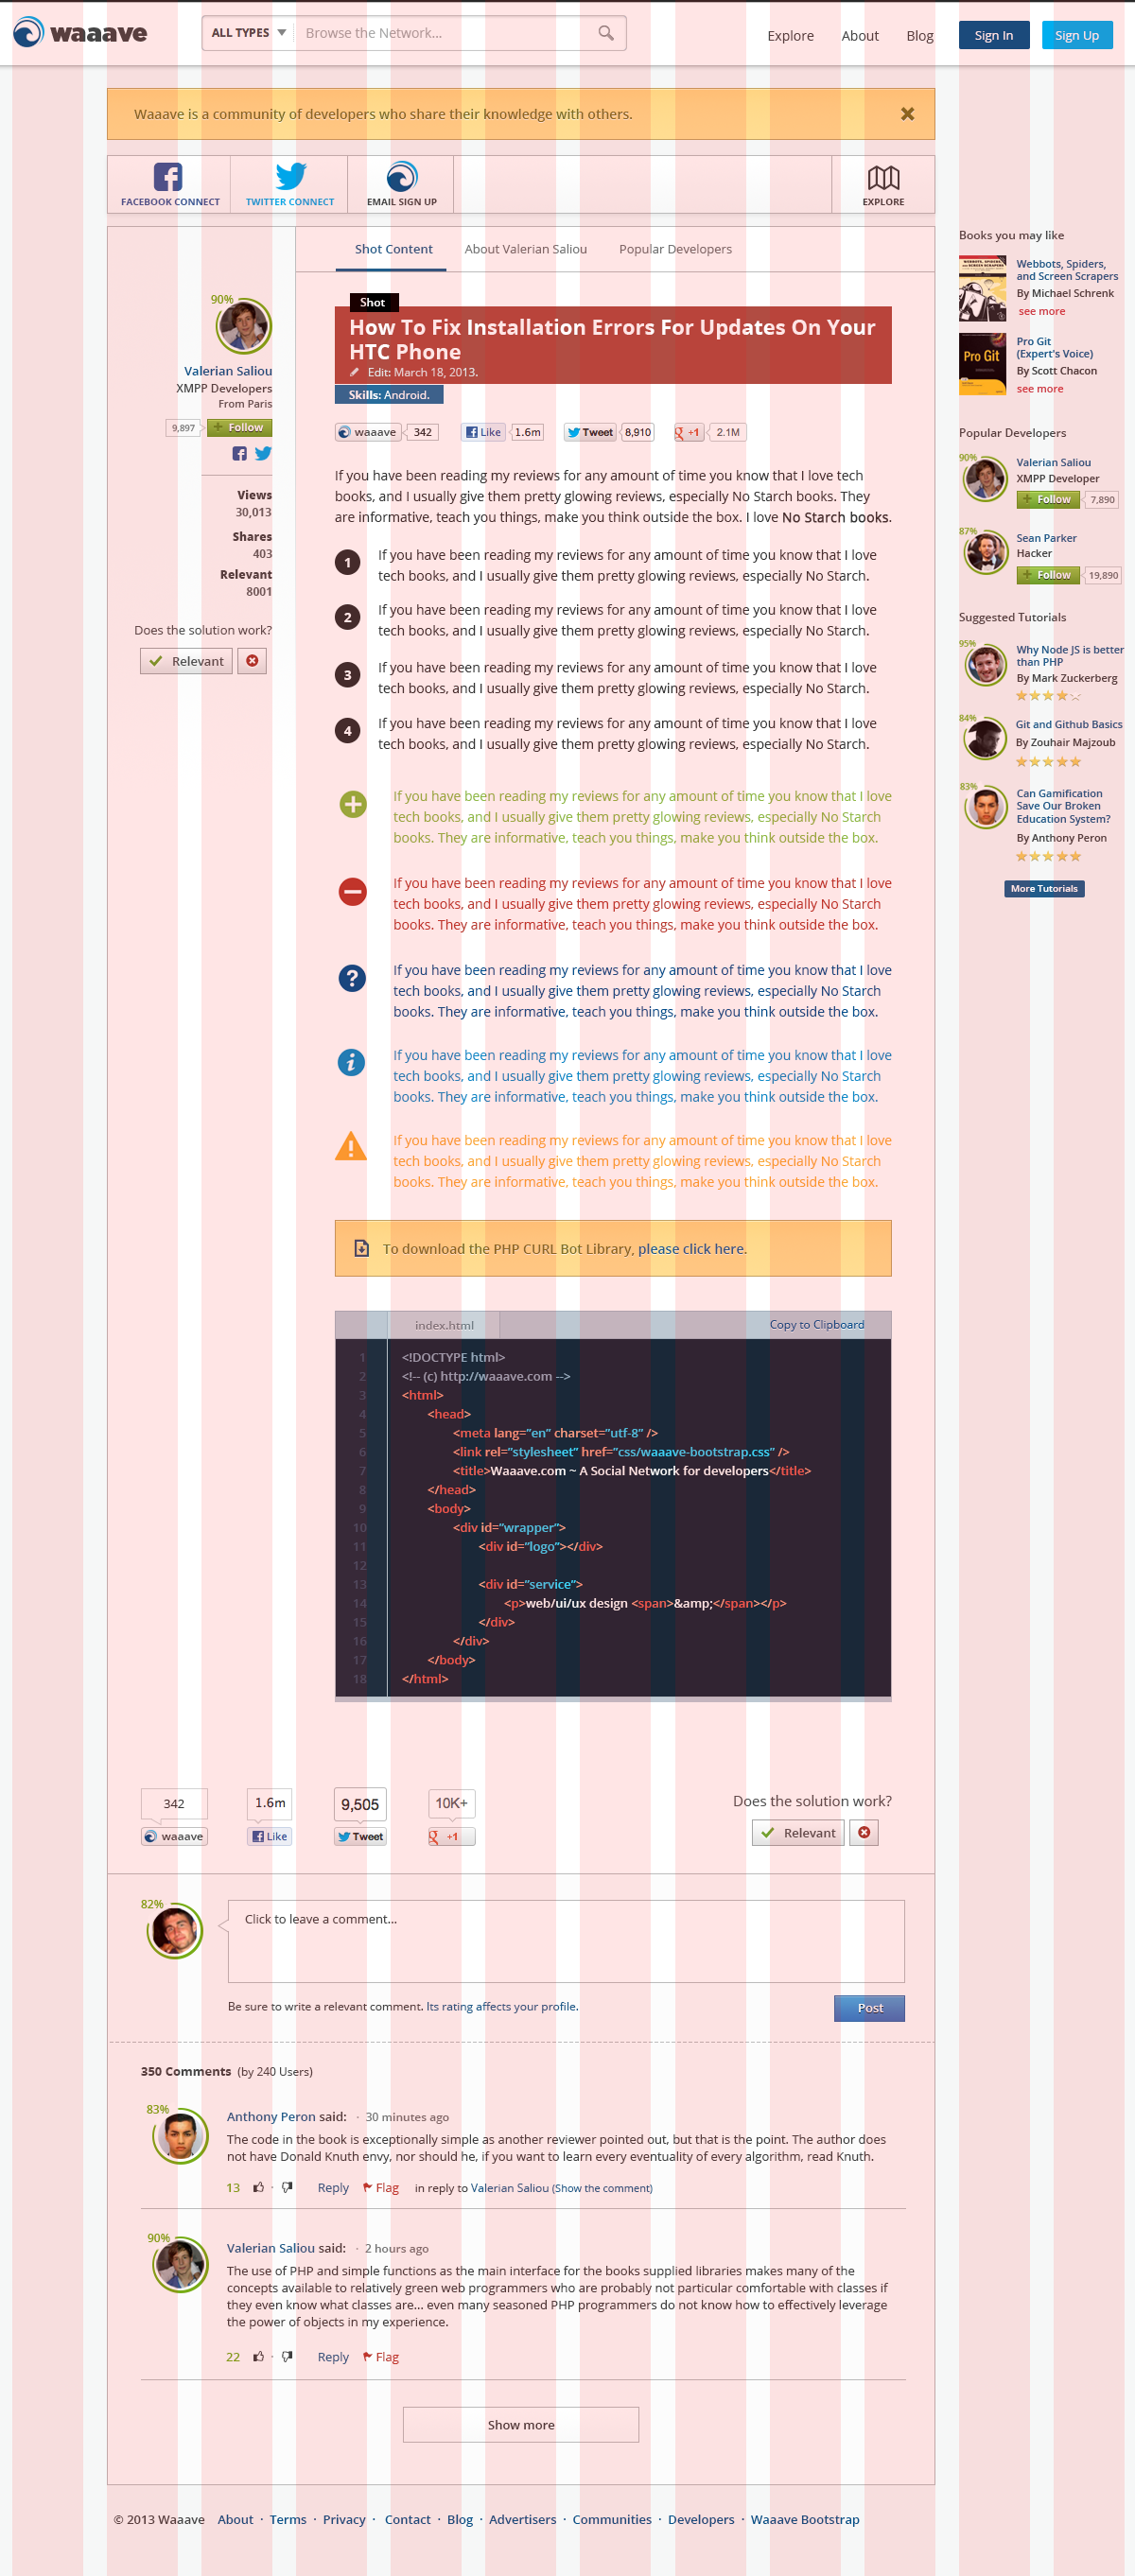 waaave
ALL TYPES Browse the Network...
Explore About Blog Sign In Sign Up
Waaave is a community of developers who share their knowledge with others.
FACEBOOK CONNECT TWITTER CONNECT EMAIL SIGN UP EXPLORE
90%
Valerian Saliou
XMPP Developers
From Paris
9,897 Follow
Views
30,013
Shares
403
Relevant
8001
Does the solution work?
Relevant
Shot Content About Valerian Saliou Popular Developers
Shot
How To Fix Installation Errors For Updates On Your
HTC Phone
Edit: March 18, 2013.
Skills: Android.
waaave 342 Like 1.6m Tweet 8,910 +1 2.1M
If you have been reading my reviews for any amount of time you know that I love tech
books, and I usually give them pretty glowing reviews, especially No Starch books. They
are informative, teach you things, make you think outside the box. I love No Starch books.
1 If you have been reading my reviews for any amount of time you know that I love
tech books, and I usually give them pretty glowing reviews, especially No Starch.
2 If you have been reading my reviews for any amount of time you know that I love
tech books, and I usually give them pretty glowing reviews, especially No Starch.
3 If you have been reading my reviews for any amount of time you know that I love
tech books, and I usually give them pretty glowing reviews, especially No Starch.
4 If you have been reading my reviews for any amount of time you know that I love
tech books, and I usually give them pretty glowing reviews, especially No Starch.
If you have been reading my reviews for any amount of time you know that I love
tech books, and I usually give them pretty glowing reviews, especially No Starch
books. They are informative, teach you things, make you think outside the box.
If you have been reading my reviews for any amount of time you know that I love
tech books, and I usually give them pretty glowing reviews, especially No Starch
books. They are informative, teach you things, make you think outside the box.
If you have been reading my reviews for any amount of time you know that I love
tech books, and I usually give them pretty glowing reviews, especially No Starch
books. They are informative, teach you things, make you think outside the box.
If you have been reading my reviews for any amount of time you know that I love
tech books, and I usually give them pretty glowing reviews, especially No Starch
books. They are informative, teach you things, make you think outside the box.
If you have been reading my reviews for any amount of time you know that I love
tech books, and I usually give them pretty glowing reviews, especially No Starch
books. They are informative, teach you things, make you think outside the box.
To download the PHP CURL Bot Library, please click here.
index.html Copy to Clipboard
1 <!DOCTYPE html>
2 <!-- (c) http://waaave.com -->
3 <html>
4 <head>
5 <meta lang="en" charset="utf-8" />
6 <link rel="stylesheet" href="css/waaave-bootstrap.css" />
7 <title>Waaave.com ~ A Social Network for developers</title>
8 </head>
9 <body>
10 <div id="wrapper">
11 <div id="logo"></div>
12
13 <div id="service">
14 <p>web/ui/ux design <span>&amp;</span></p>
15 </div>
16 </div>
17 </body>
18 </html>
342 1.6m 9,505 10K+
waaave Like Tweet +1
Does the solution work?
Relevant
82%
Click to leave a comment...
Be sure to write a relevant comment. Its rating affects your profile.
Post
350 Comments (by 240 Users)
83%
Anthony Peron said: · 30 minutes ago
The code in the book is exceptionally simple as another reviewer pointed out, but that is the point. The author does
not have Donald Knuth envy, nor should he, if you want to learn every eventuality of every algorithm, read Knuth.
13 · Reply Flag in reply to Valerian Saliou (Show the comment)
90%
Valerian Saliou said: · 2 hours ago
The use of PHP and simple functions as the main interface for the books supplied libraries makes many of the
concepts available to relatively green web programmers who are probably not particular comfortable with classes if
they even know what classes are... even many seasoned PHP programmers do not know how to effectively leverage
the power of objects in my experience.
22 · Reply Flag
Show more
Books you may like
WEBBOTS, SPIDERS,
Webbots, Spiders,
and Screen Scrapers
By Michael Schrenk
see more
Pro Git
Pro Git
(Expert's Voice)
By Scott Chacon
see more
Popular Developers
90%
Valerian Saliou
XMPP Developer
Follow 7,890
87%
Sean Parker
Hacker
Follow 19,890
Suggested Tutorials
95%
Why Node JS is better
than PHP
By Mark Zuckerberg
84%
Git and Github Basics
By Zouhair Majzoub
83%
Can Gamification
Save Our Broken
Education System?
By Anthony Peron
More Tutorials
© 2013 Waaave About · Terms · Privacy · Contact · Blog · Advertisers · Communities · Developers · Waaave Bootstrap